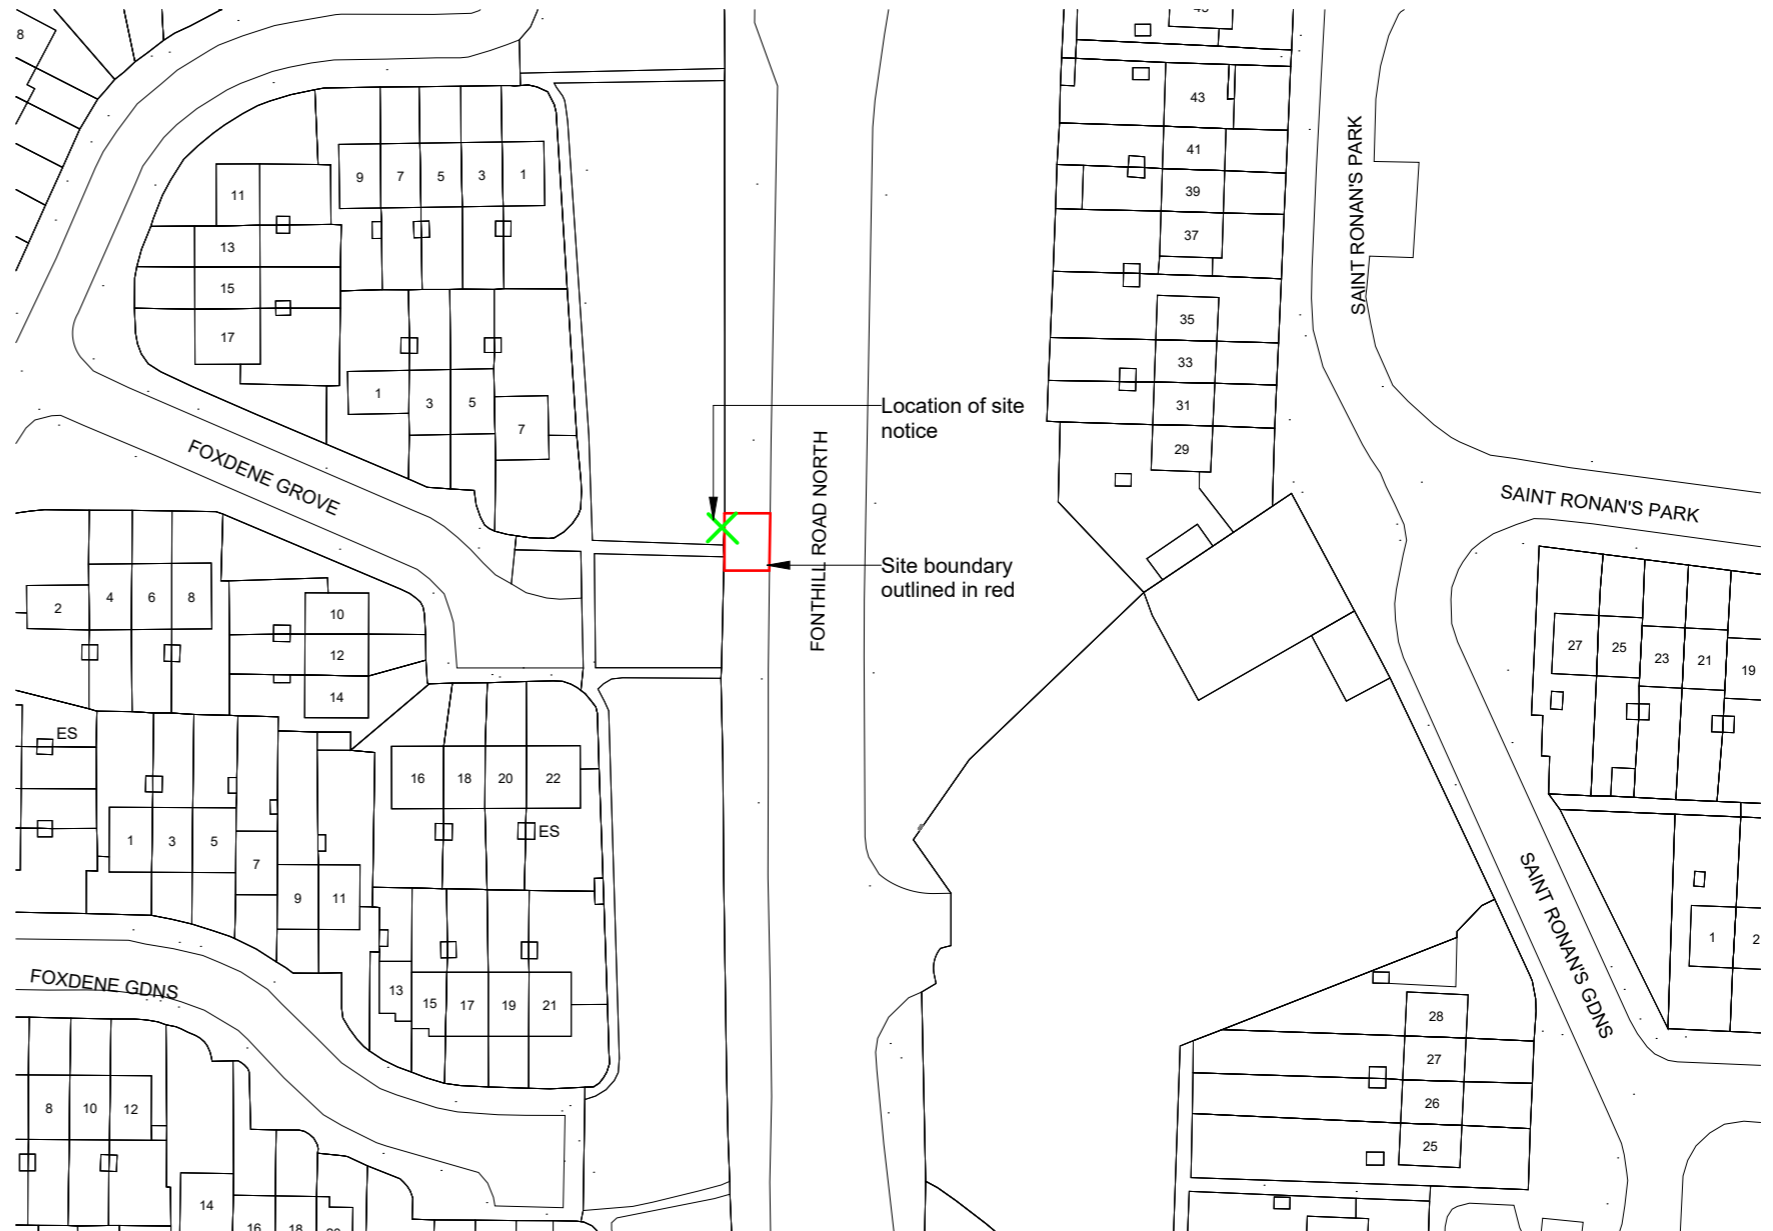 8
43
43
41
39
37
35
33
31
29
SAINT RONAN'S PARK
9 7 5 3 1
11
13
15
17
1 3 5 7
FOXDENE GROVE
Location of site
notice
FONTHILL ROAD NORTH
Site boundary
outlined in red
SAINT RONAN'S PARK
2 4 6 8
10
12
14
27 25 23 21 19
ES
16 18 20 22
ES
1 3 5 7 9 11
SAINT RONAN'S GDNS
1 2
FOXDENE GDNS
13 15 17 19 21
28
27
26
25
8 10 12
14 16 18